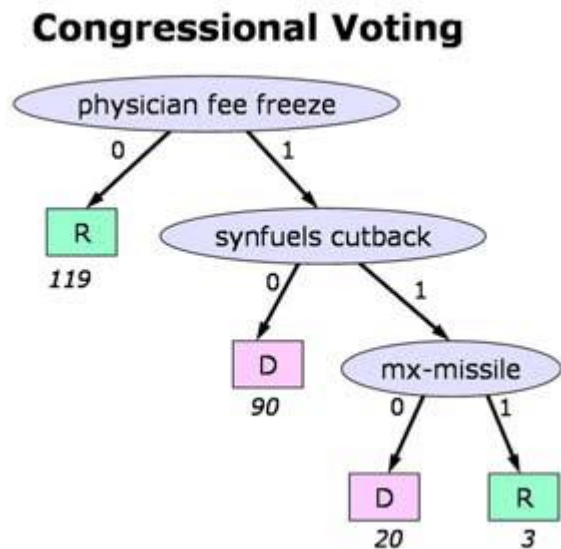 Congressional Voting
physician fee freeze
0 1
R
119
synfuels cutback
0 1
D
90
mx-missile
0 1
D R
20 3